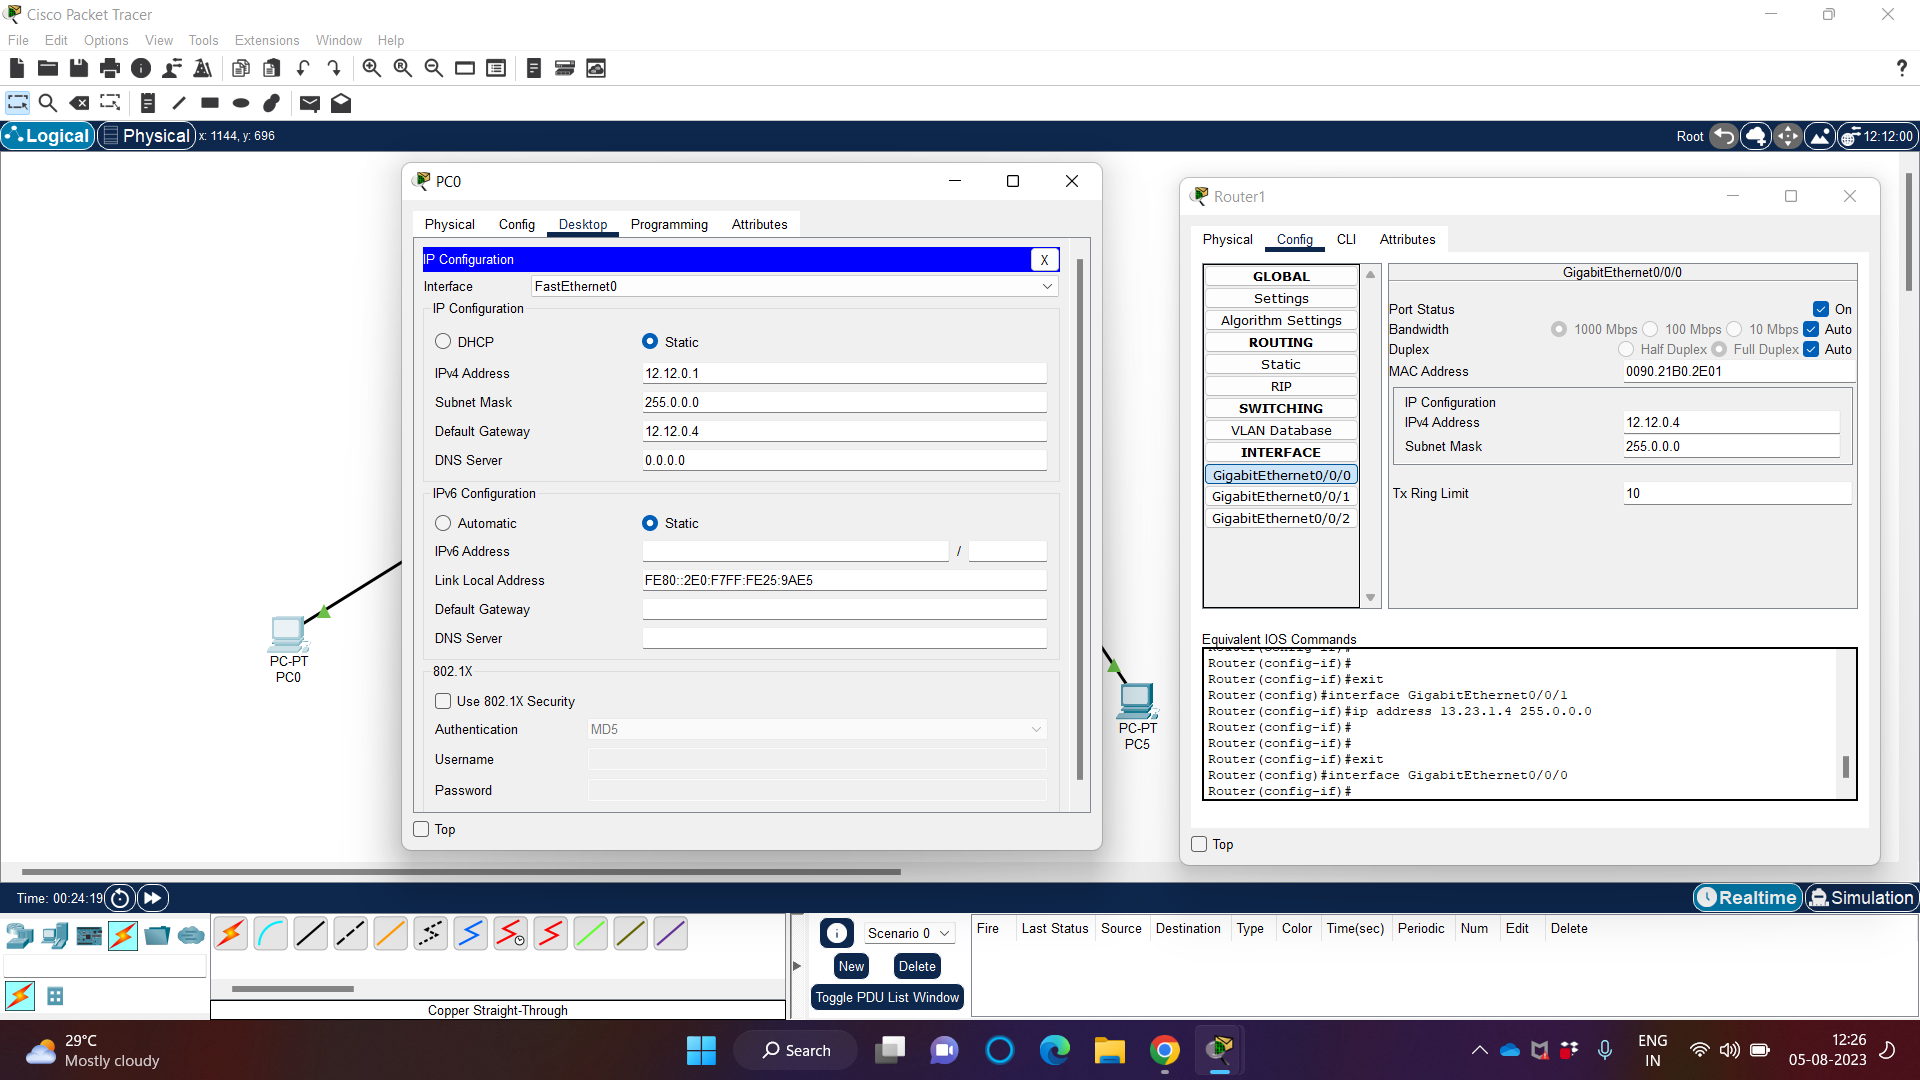 Cisco Packet Tracer
File Edit Options View Tools Extensions Window Help
?
Logical Physical x: 1144, y: 696 Root 12:12:00
PC0
Physical Config Desktop Programming Attributes
IP Configuration X
Interface FastEthernet0
IP Configuration
DHCP Static
IPv4 Address 12.12.0.1
Subnet Mask 255.0.0.0
Default Gateway 12.12.0.4
DNS Server 0.0.0.0
IPv6 Configuration
Automatic Static
IPv6 Address /
Link Local Address FE80::2E0:F7FF:FE25:9AE5
Default Gateway
DNS Server
802.1X
Use 802.1X Security
Authentication MD5
Username
Password
Top
PC-PT
PC0
PC-PT
PC5
Router1
Physical Config CLI Attributes
GLOBAL
Settings
Algorithm Settings
ROUTING
Static
RIP
SWITCHING
VLAN Database
INTERFACE
GigabitEthernet0/0/0
GigabitEthernet0/0/1
GigabitEthernet0/0/2
GigabitEthernet0/0/0
Port Status On
Bandwidth 1000 Mbps 100 Mbps 10 Mbps Auto
Duplex Half Duplex Full Duplex Auto
MAC Address 0090.21B0.2E01
IP Configuration
IPv4 Address 12.12.0.4
Subnet Mask 255.0.0.0
Tx Ring Limit 10
Equivalent IOS Commands
Router(config-if)#
Router(config-if)#
Router(config-if)#exit
Router(config)#interface GigabitEthernet0/0/1
Router(config-if)#ip address 13.23.1.4 255.0.0.0
Router(config-if)#
Router(config-if)#
Router(config-if)#exit
Router(config)#interface GigabitEthernet0/0/0
Router(config-if)#
Top
Time: 00:24:19 Realtime Simulation
Copper Straight-Through
Scenario 0
New Delete
Toggle PDU List Window
Fire Last Status Source Destination Type Color Time(sec) Periodic Num Edit Delete
29°C
Mostly cloudy
Search
ENG
IN
12:26
05-08-2023